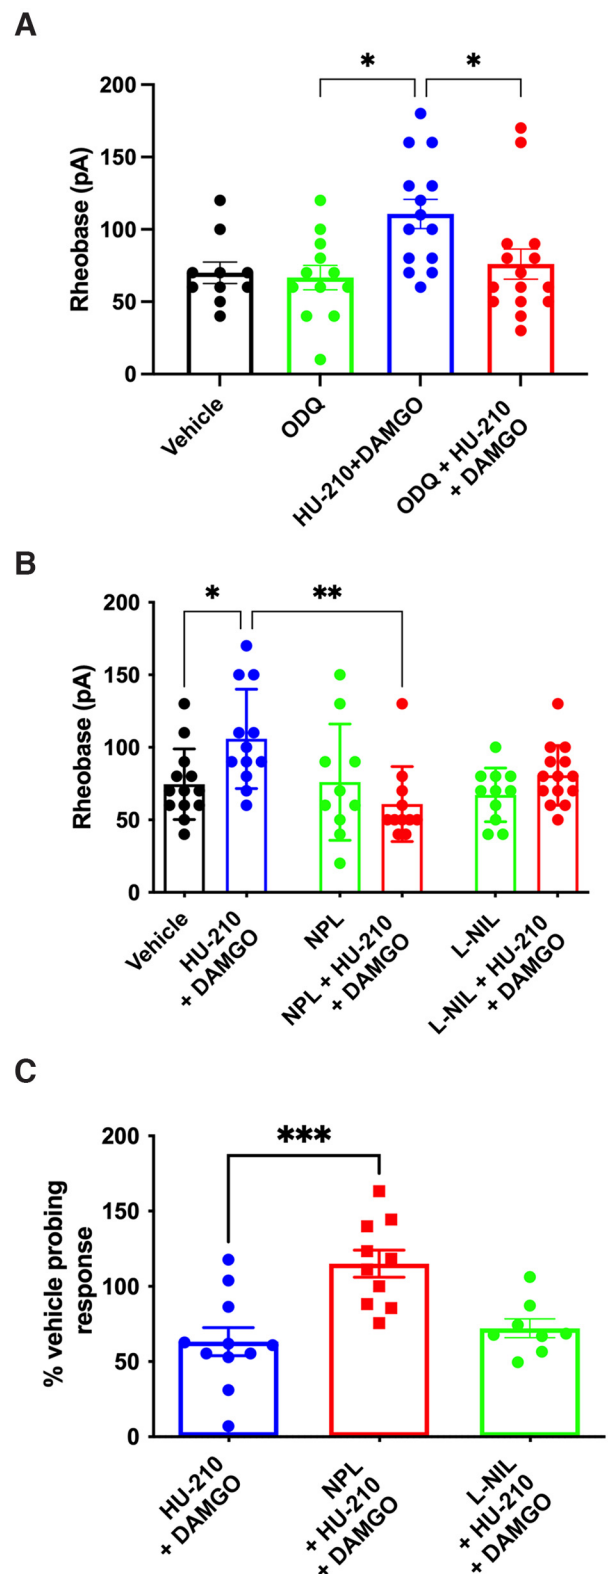 A
* *
200
150
100
50
0
Rheobase (pA)
Vehicle
ODQ
HU-210+DAMGO
ODQ + HU-210
+ DAMGO
B
* **
200
150
100
50
0
Rheobase (pA)
Vehicle
HU-210
+ DAMGO
NPL
NPL + HU-210
+ DAMGO
L-NIL
L-NIL + HU-210
+ DAMGO
C
***
200
150
100
50
0
% vehicle probing
response
HU-210
+ DAMGO
NPL
+ HU-210
+ DAMGO
L-NIL
+ HU-210
+ DAMGO